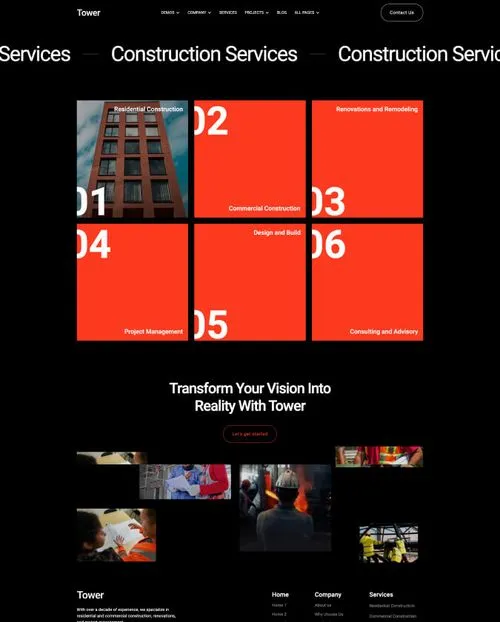 Tower
DEMOS COMPANY SERVICES PROJECTS BLOG ALL PAGES
Contact Us
Services Construction Services Construction Servic
Residential Construction
01
02
Commercial Construction
Renovations and Remodeling
03
04
Project Management
Design and Build
05
06
Consulting and Advisory
Transform Your Vision Into
Reality With Tower
Let's get started
Tower
With over a decade of experience, we specialize in
residential and commercial construction, renovations,
Home
Home 1
Home 2
Company
About us
Why Choose Us
Services
Residential Construction
Commercial Construction